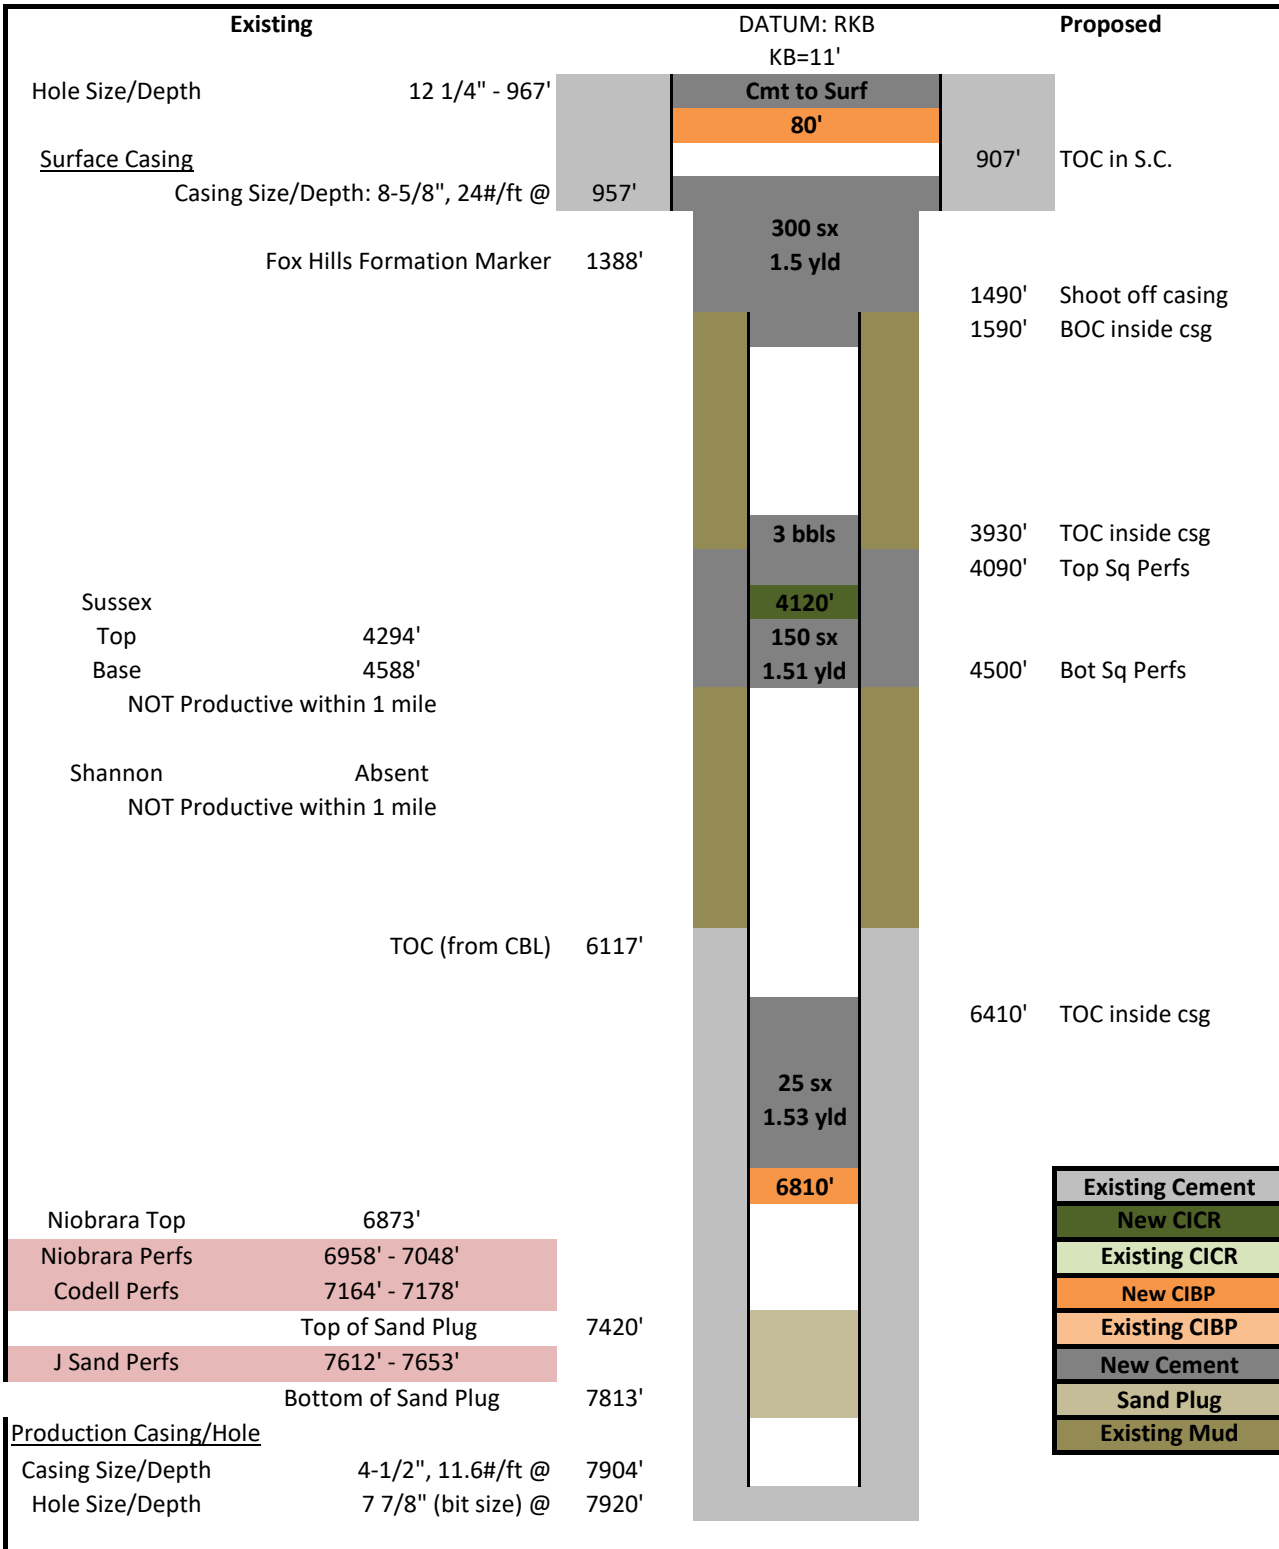 Existing DATUM: RKB Proposed
KB=11'
Hole Size/Depth 12 1/4" - 967' Cmt to Surf
80'
Surface Casing 907' TOC in S.C.
Casing Size/Depth: 8-5/8", 24#/ft @ 957'
300 sx
Fox Hills Formation Marker 1388' 1.5 yld
1490' Shoot off casing
1590' BOC inside csg
3 bbls 3930' TOC inside csg
4090' Top Sq Perfs
Sussex 4120'
Top 4294' 150 sx
Base 4588' 1.51 yld 4500' Bot Sq Perfs
NOT Productive within 1 mile
Shannon Absent
NOT Productive within 1 mile
TOC (from CBL) 6117'
6410' TOC inside csg
25 sx
1.53 yld
6810' Existing Cement
Niobrara Top 6873' New CICR
Niobrara Perfs 6958' - 7048' Existing CICR
Codell Perfs 7164' - 7178' New CIBP
Top of Sand Plug 7420' Existing CIBP
J Sand Perfs 7612' - 7653' New Cement
Bottom of Sand Plug 7813' Sand Plug
Production Casing/Hole Existing Mud
Casing Size/Depth 4-1/2", 11.6#/ft @ 7904'
Hole Size/Depth 7 7/8" (bit size) @ 7920'